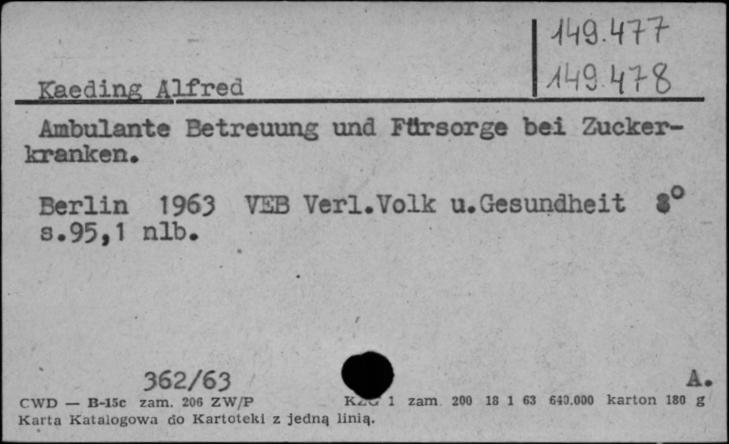 149.477
149.478
Kaeding Alfred
Ambulante Betreuung und Fürsorge bei Zucker-
kranken.
Berlin 1963 VEB Verl.Volk u.Gesundheit 8°
s.95,1 nlb.
362/63
A.
CWD — B-15c zam. 206 ZW/P 1 zam. 200 18 1 63 640.000 karton 180 g
Karta Katalogowa do Kartoteki z jedną linią.